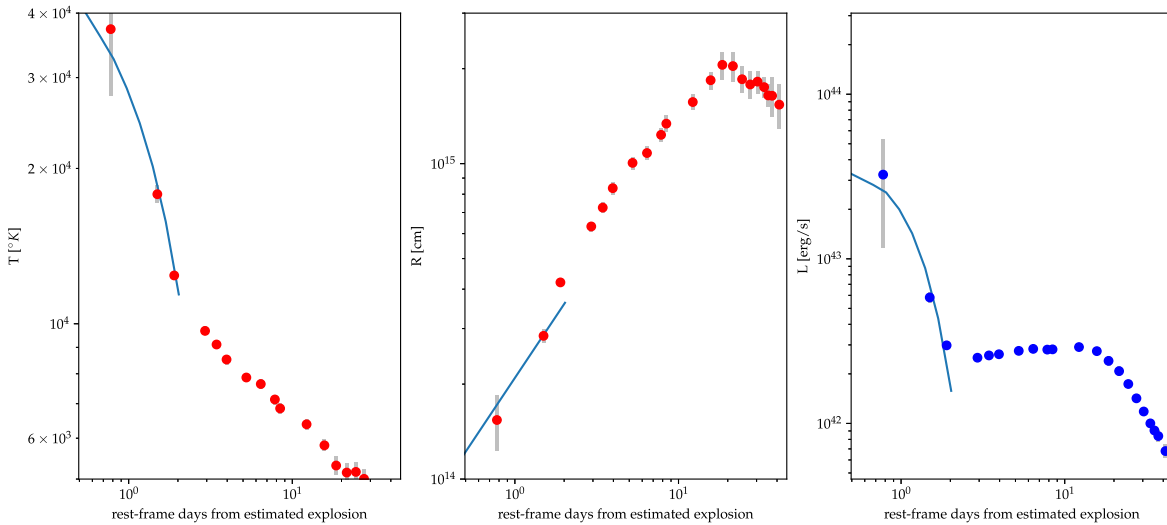 4 × 10⁴
3 × 10⁴
2 × 10⁴
10⁴
6 × 10³
T [°K]
10⁰
10¹
rest-frame days from estimated explosion
10¹⁵
10¹⁴
R [cm]
10⁰
10¹
rest-frame days from estimated explosion
10⁴⁴
10⁴³
10⁴²
L [erg/s]
10⁰
10¹
rest-frame days from estimated explosion